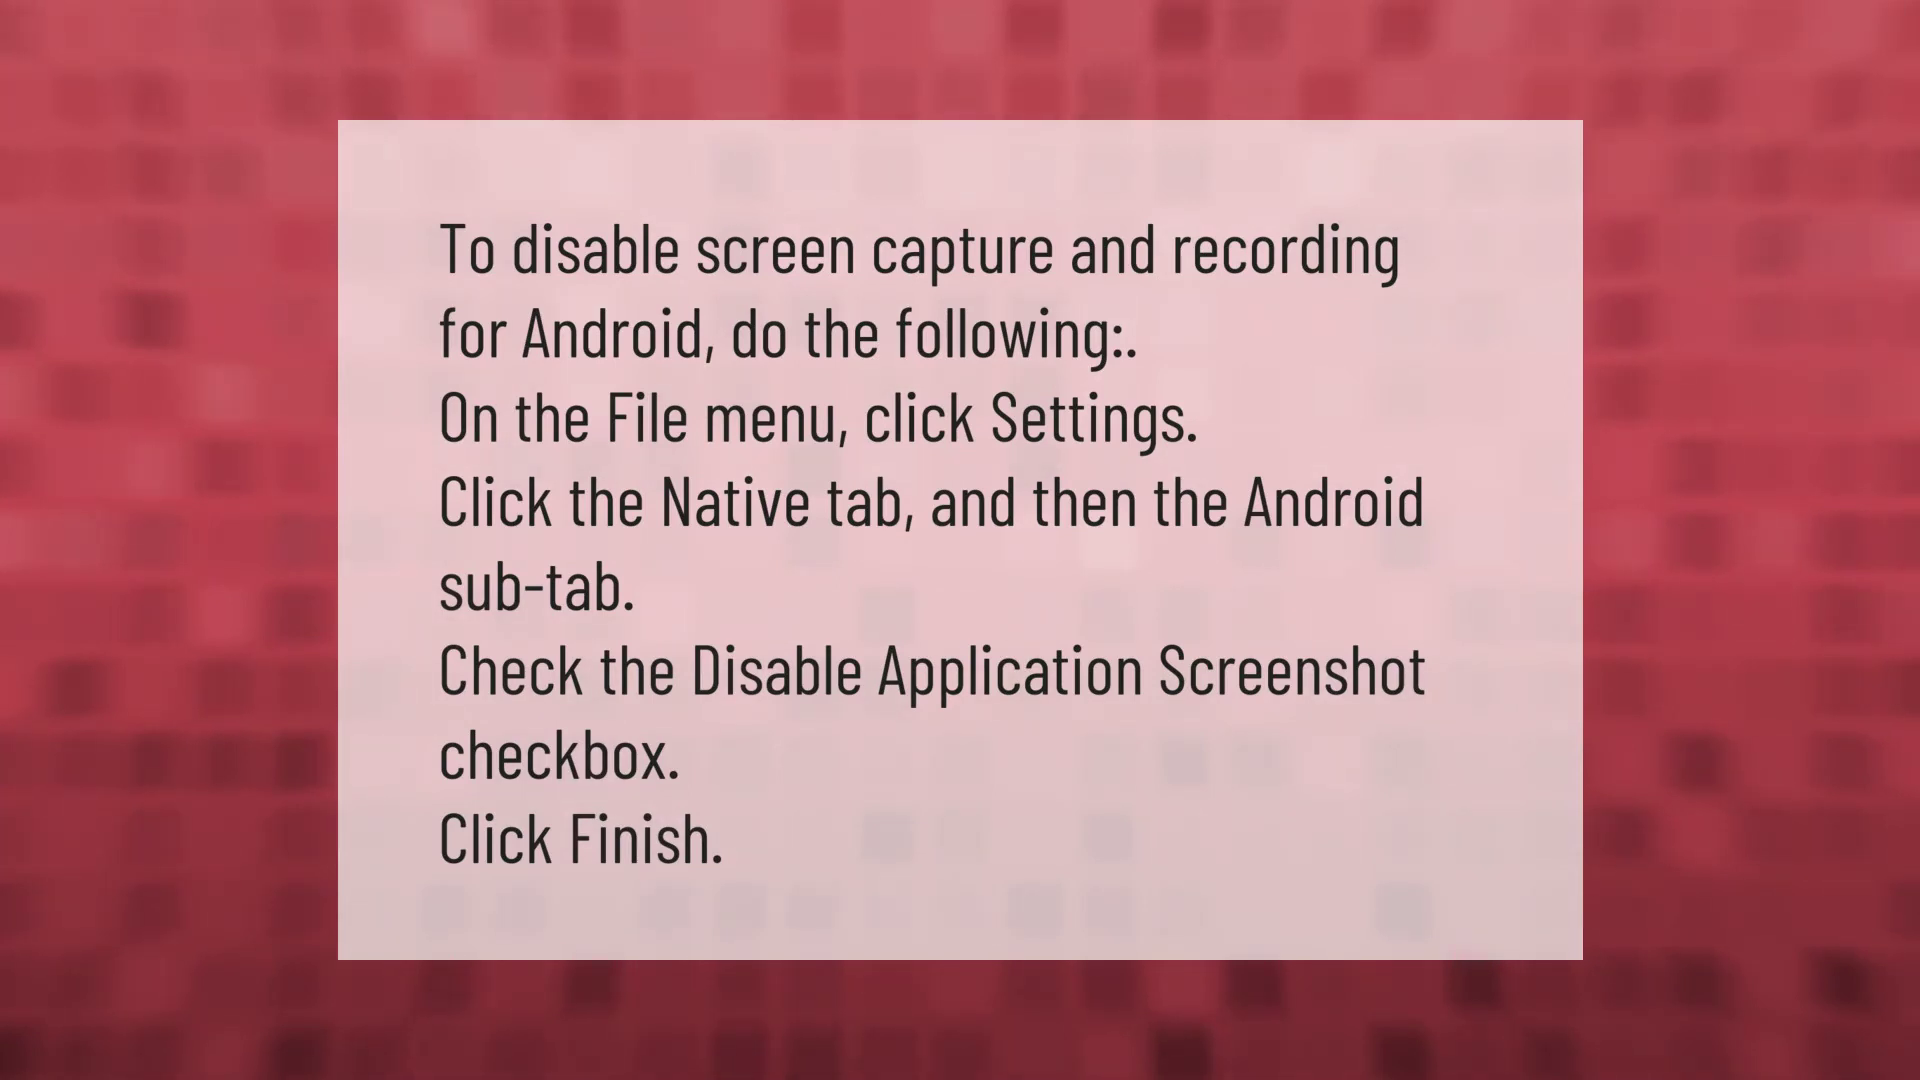 To disable screen capture and recording
for Android, do the following:.
On the File menu, click Settings.
Click the Native tab, and then the Android
sub-tab.
Check the Disable Application Screenshot
checkbox.
Click Finish.